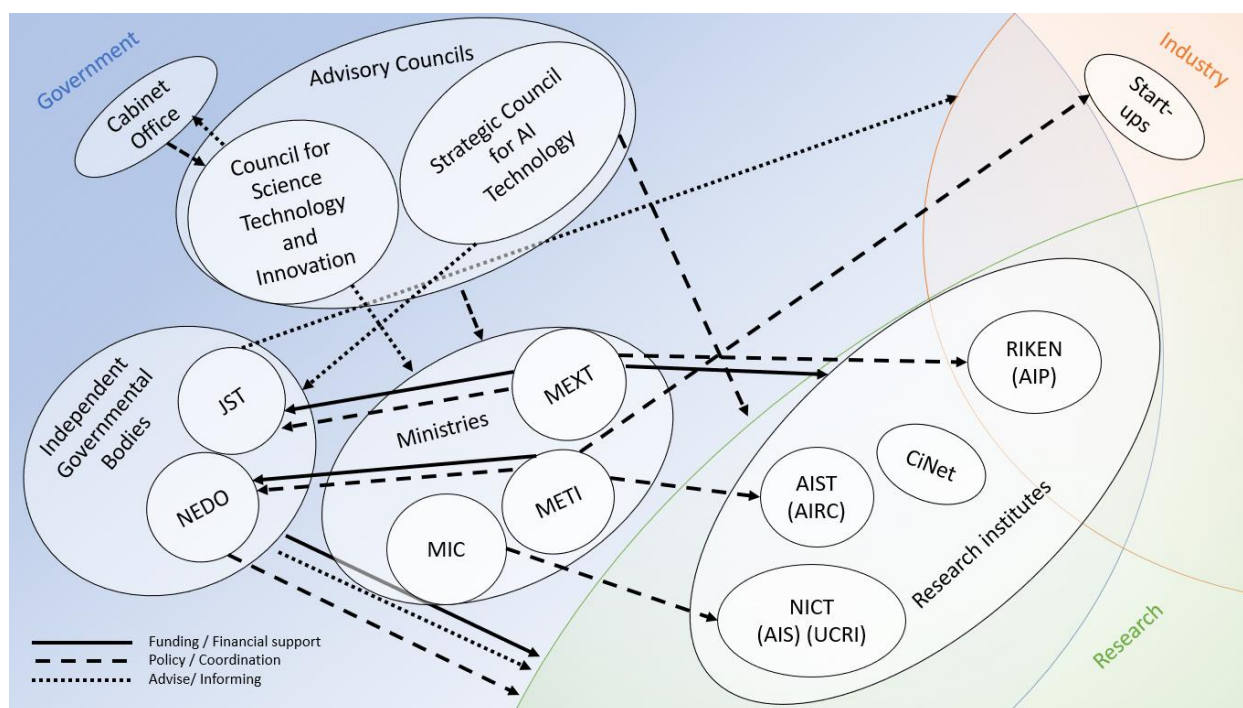 Government
Cabinet
Office
Advisory Councils
Council for
Science
Technology
and
Innovation
Strategic Council
for AI
Technology
Industry
Start-
ups
Independent
Governmental
Bodies
JST
NEDO
Ministries
MEXT
METI
MIC
RIKEN
(AIP)
CiNet
AIST
(AIRC)
NICT
(AIS) (UCRI)
Research institutes
Research
Funding / Financial support
Policy / Coordination
Advise/ Informing